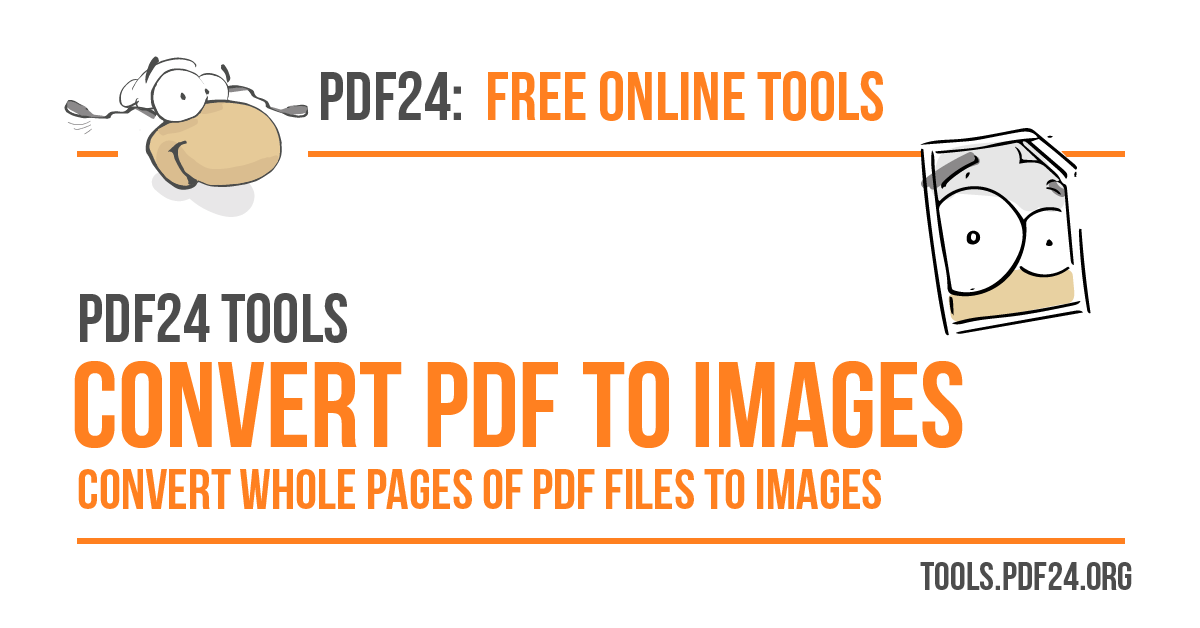 PDF24: FREE ONLINE TOOLS
PDF24 TOOLS
CONVERT PDF TO IMAGES
CONVERT WHOLE PAGES OF PDF FILES TO IMAGES
TOOLS.PDF24.ORG